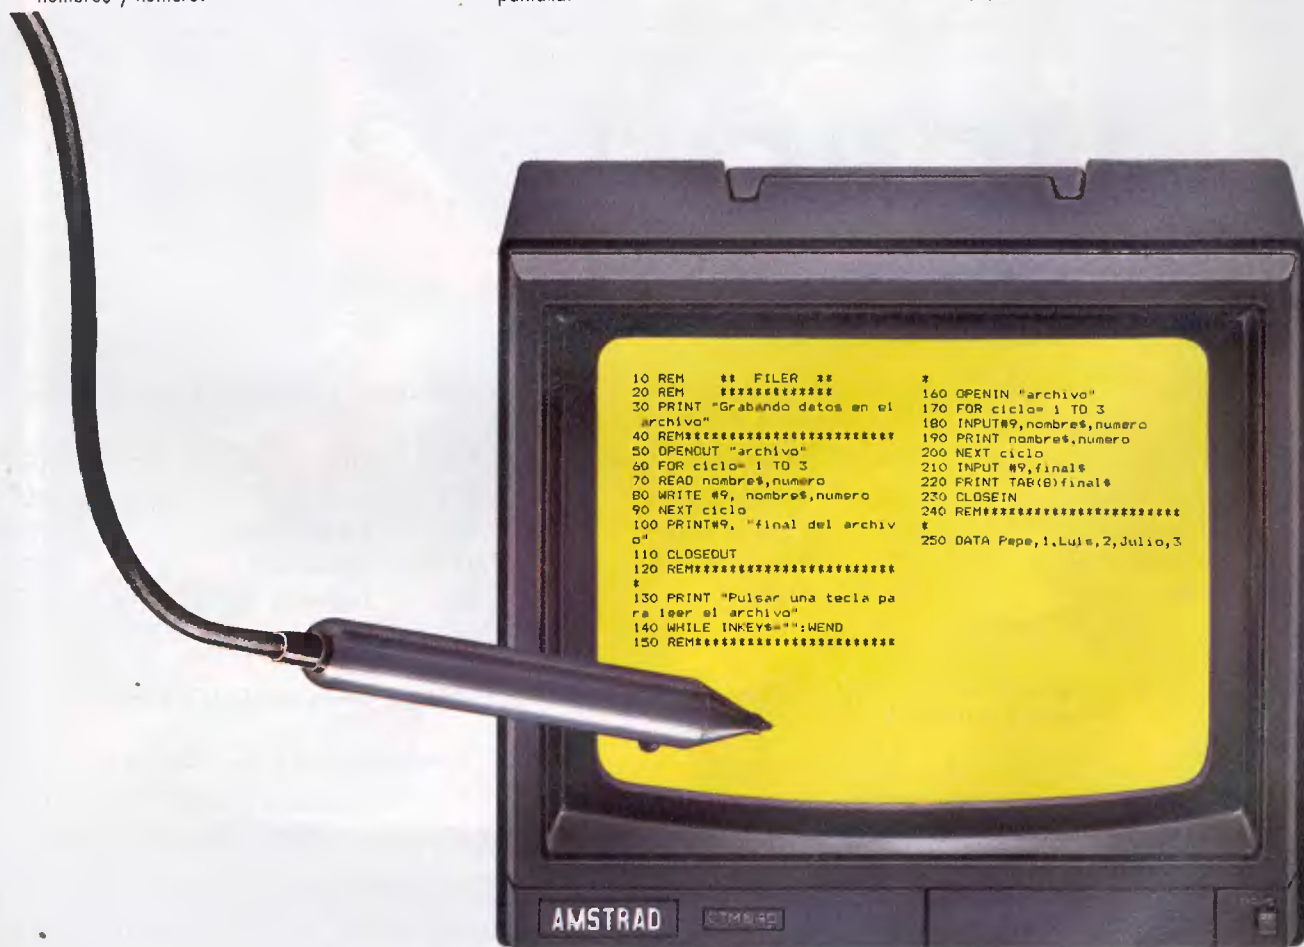 pantalla.
10 REM    ** FILER **
20 REM    *************
30 PRINT "Grabando datos en el
archivo"
40 REM*************************
50 OPENOUT "archivo"
60 FOR ciclo= 1 TO 3
70 READ nombre$,numero
80 WRITE #9, nombre$,numero
90 NEXT ciclo
100 PRINT#9, "final del archiv
o"
110 CLOSEOUT
120 REM************************
*
130 PRINT "Pulsar una tecla pa
ra leer el archivo"
140 WHILE INKEY$="":WEND
150 REM************************
*
160 OPENIN "archivo"
170 FOR ciclo= 1 TO 3
180 INPUT#9,nombre$,numero
190 PRINT nombre$,numero
200 NEXT ciclo
210 INPUT #9,final$
220 PRINT TAB(8)final$
230 CLOSEIN
240 REM************************
*
250 DATA Pepe,1,Luis,2,Julio,3
AMSTRAD